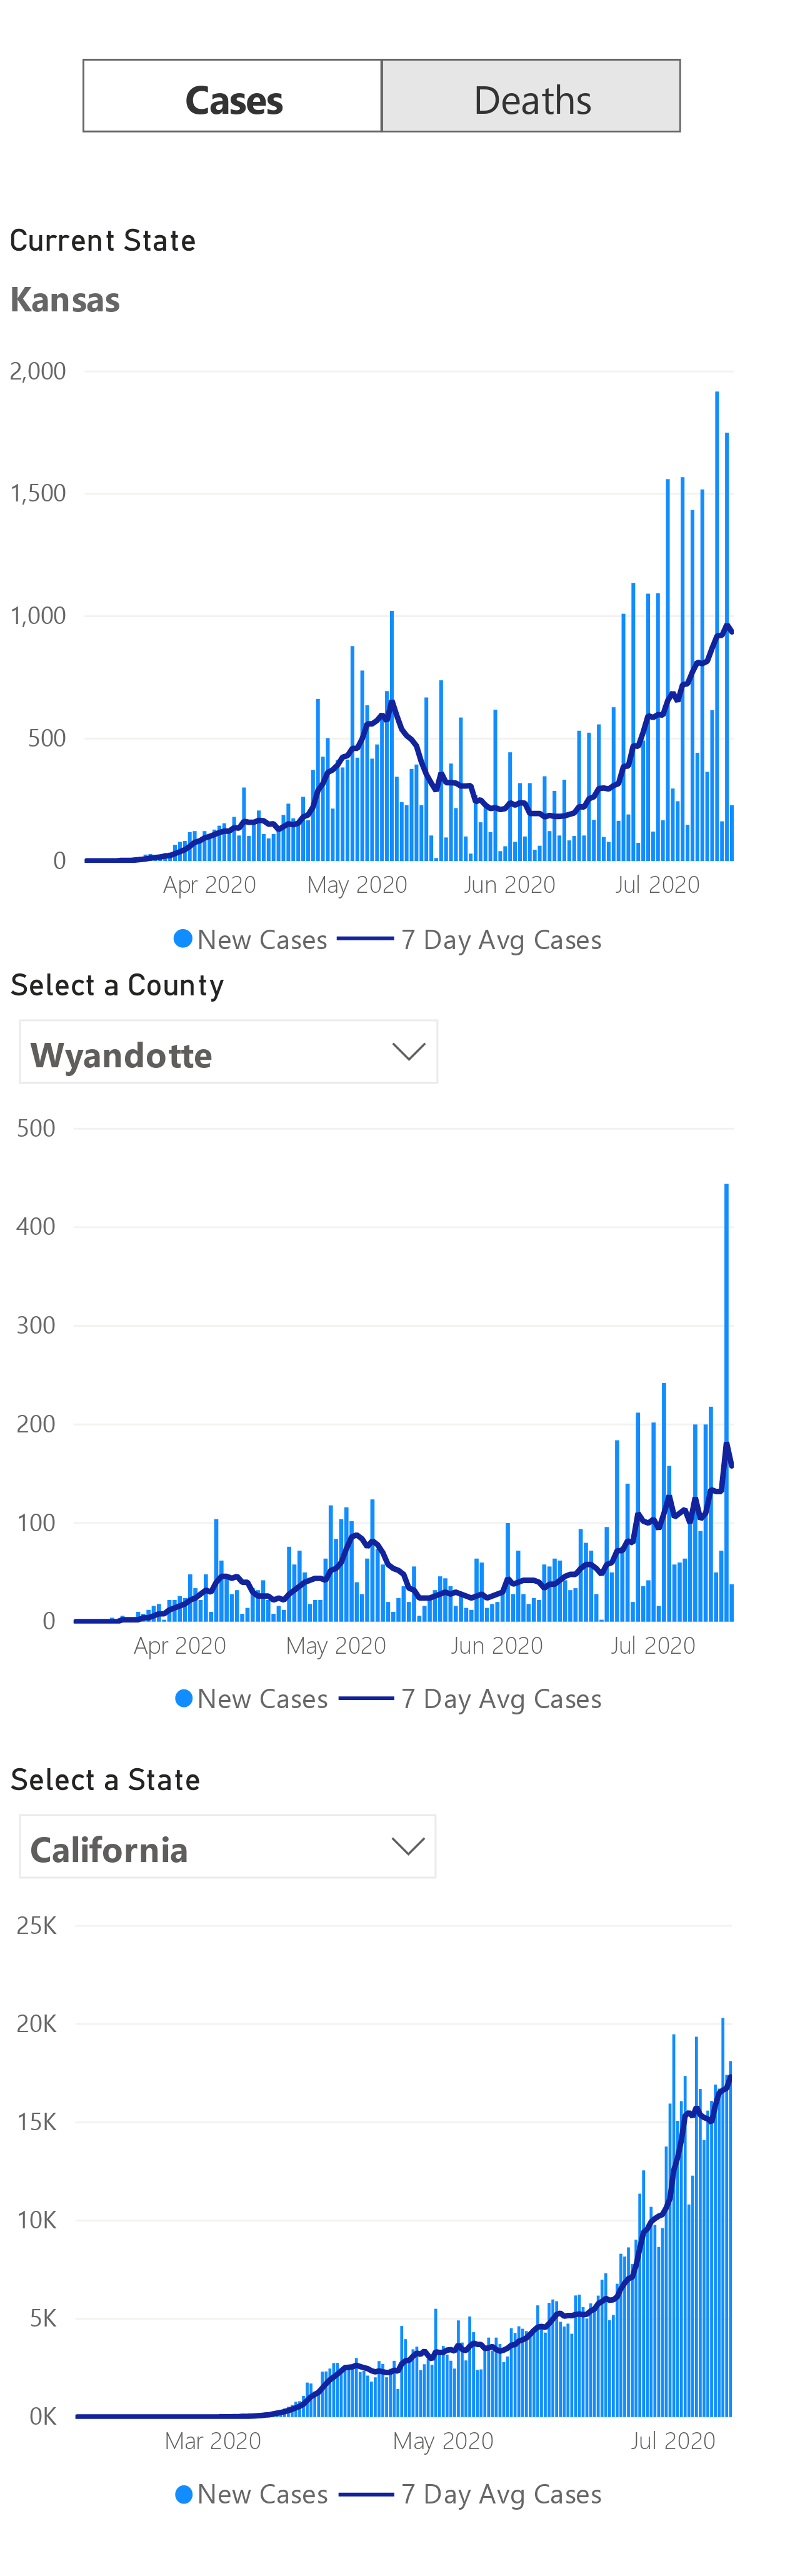 Cases Deaths
Current State
Kansas
2,000
1,500
1,000
500
0
Apr 2020 May 2020 Jun 2020 Jul 2020
New Cases 7 Day Avg Cases
Select a County
Wyandotte
500
400
300
200
100
0
Apr 2020 May 2020 Jun 2020 Jul 2020
New Cases 7 Day Avg Cases
Select a State
California
25K
20K
15K
10K
5K
0K
Mar 2020 May 2020 Jul 2020
New Cases 7 Day Avg Cases